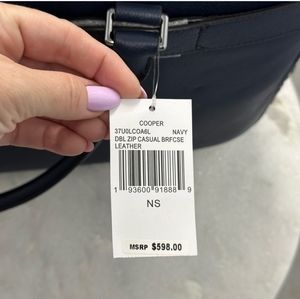 COOPER
37U0LCOA6L NAVY
DBL ZIP CASUAL BRFCSE
LEATHER
1 93600 91888 9
NS
MSRP $598.00